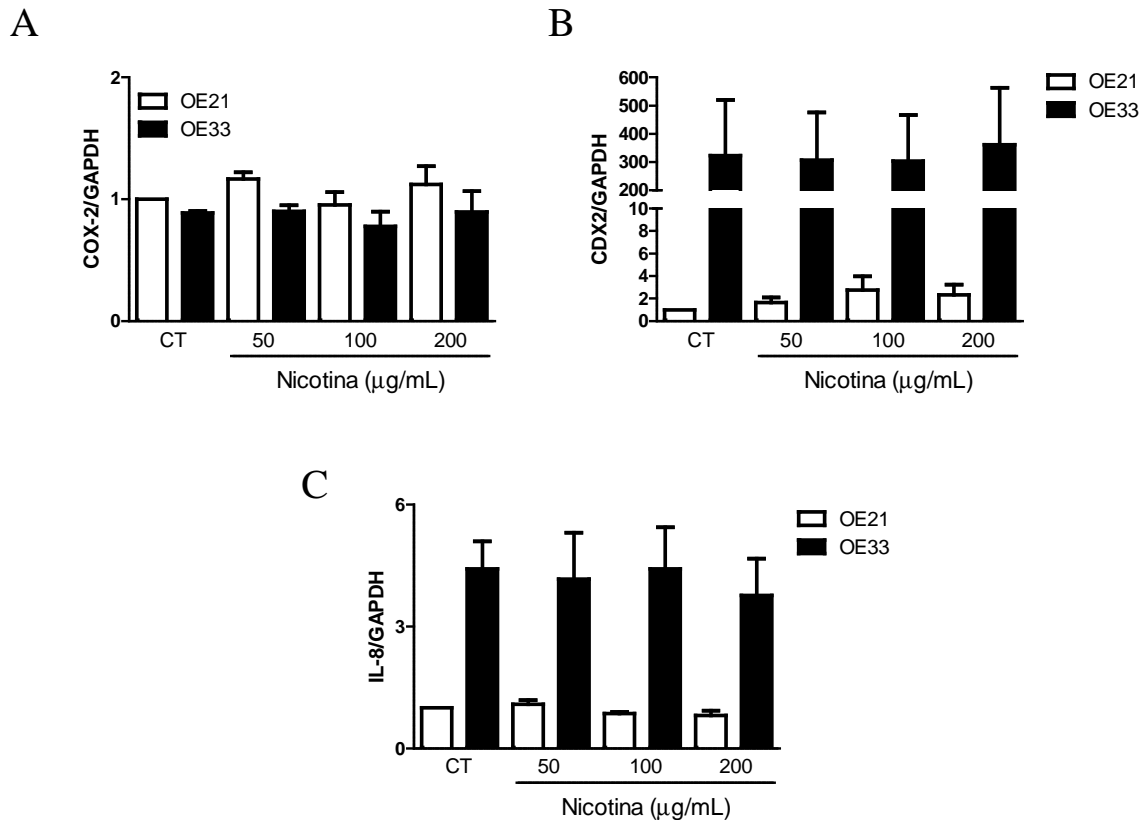 A
COX-2/GAPDH
2
1
0
OE21
OE33
CT 50 100 200
Nicotina (μg/mL)
B
CDX2/GAPDH
600
500
400
300
200
10
8
6
4
2
0
OE21
OE33
CT 50 100 200
Nicotina (μg/mL)
C
IL-8/GAPDH
6
3
0
OE21
OE33
CT 50 100 200
Nicotina (μg/mL)